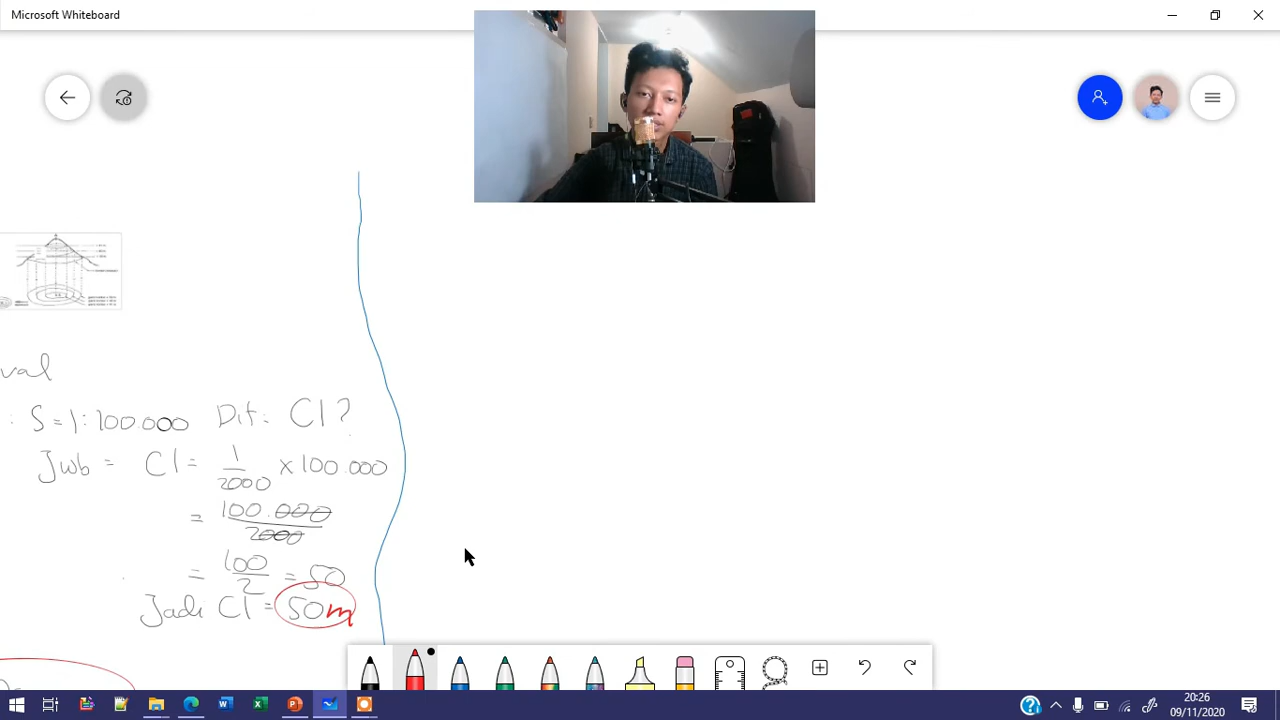 Microsoft Whiteboard
val
: S = 1 : 100.000 Dit : CI ?
Jwb = CI = 1/2000 x 100.000
= 100.000/2000
= 100/2 = 50
Jadi CI = 50 m
20:26
09/11/2020